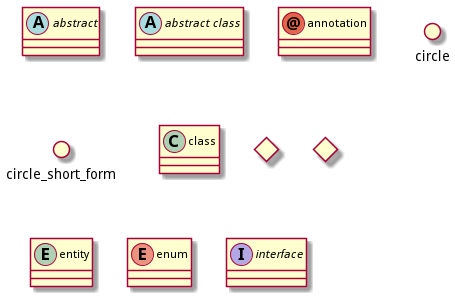 A abstract
A abstract class
@ annotation
circle
circle_short_form
C class
E entity
E enum
I interface